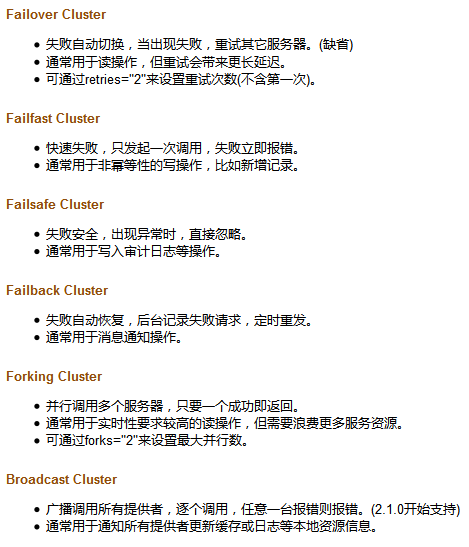 Failover Cluster
失败自动切换，当出现失败，重试其它服务器。(缺省)
通常用于读操作，但重试会带来更长延迟。
可通过retries="2"来设置重试次数(不含第一次)。
Failfast Cluster
快速失败，只发起一次调用，失败立即报错。
通常用于非幂等性的写操作，比如新增记录。
Failsafe Cluster
失败安全，出现异常时，直接忽略。
通常用于写入审计日志等操作。
Failback Cluster
失败自动恢复，后台记录失败请求，定时重发。
通常用于消息通知操作。
Forking Cluster
并行调用多个服务器，只要一个成功即返回。
通常用于实时性要求较高的读操作，但需要浪费更多服务资源。
可通过forks="2"来设置最大并行数。
Broadcast Cluster
广播调用所有提供者，逐个调用，任意一台报错则报错。(2.1.0开始支持)
通常用于通知所有提供者更新缓存或日志等本地资源信息。